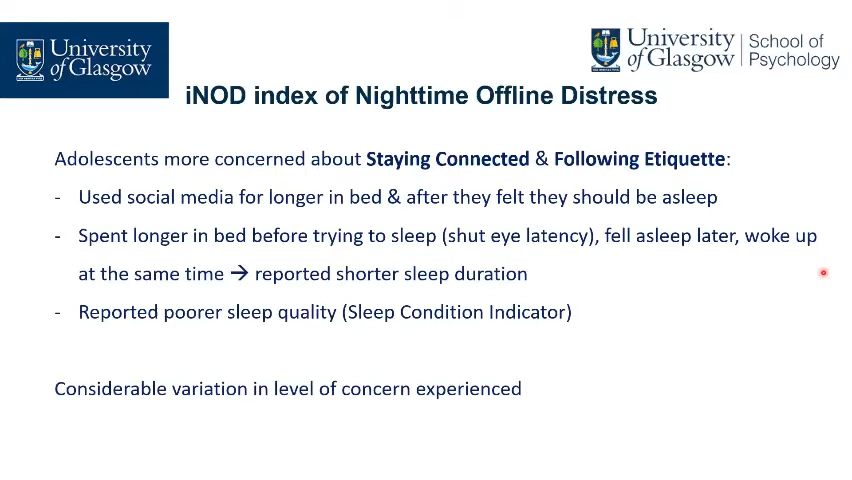 University
of Glasgow
University
of Glasgow
School of
Psychology
iNOD index of Nighttime Offline Distress
Adolescents more concerned about Staying Connected & Following Etiquette:
- Used social media for longer in bed & after they felt they should be asleep
- Spent longer in bed before trying to sleep (shut eye latency), fell asleep later, woke up
at the same time → reported shorter sleep duration
- Reported poorer sleep quality (Sleep Condition Indicator)
Considerable variation in level of concern experienced